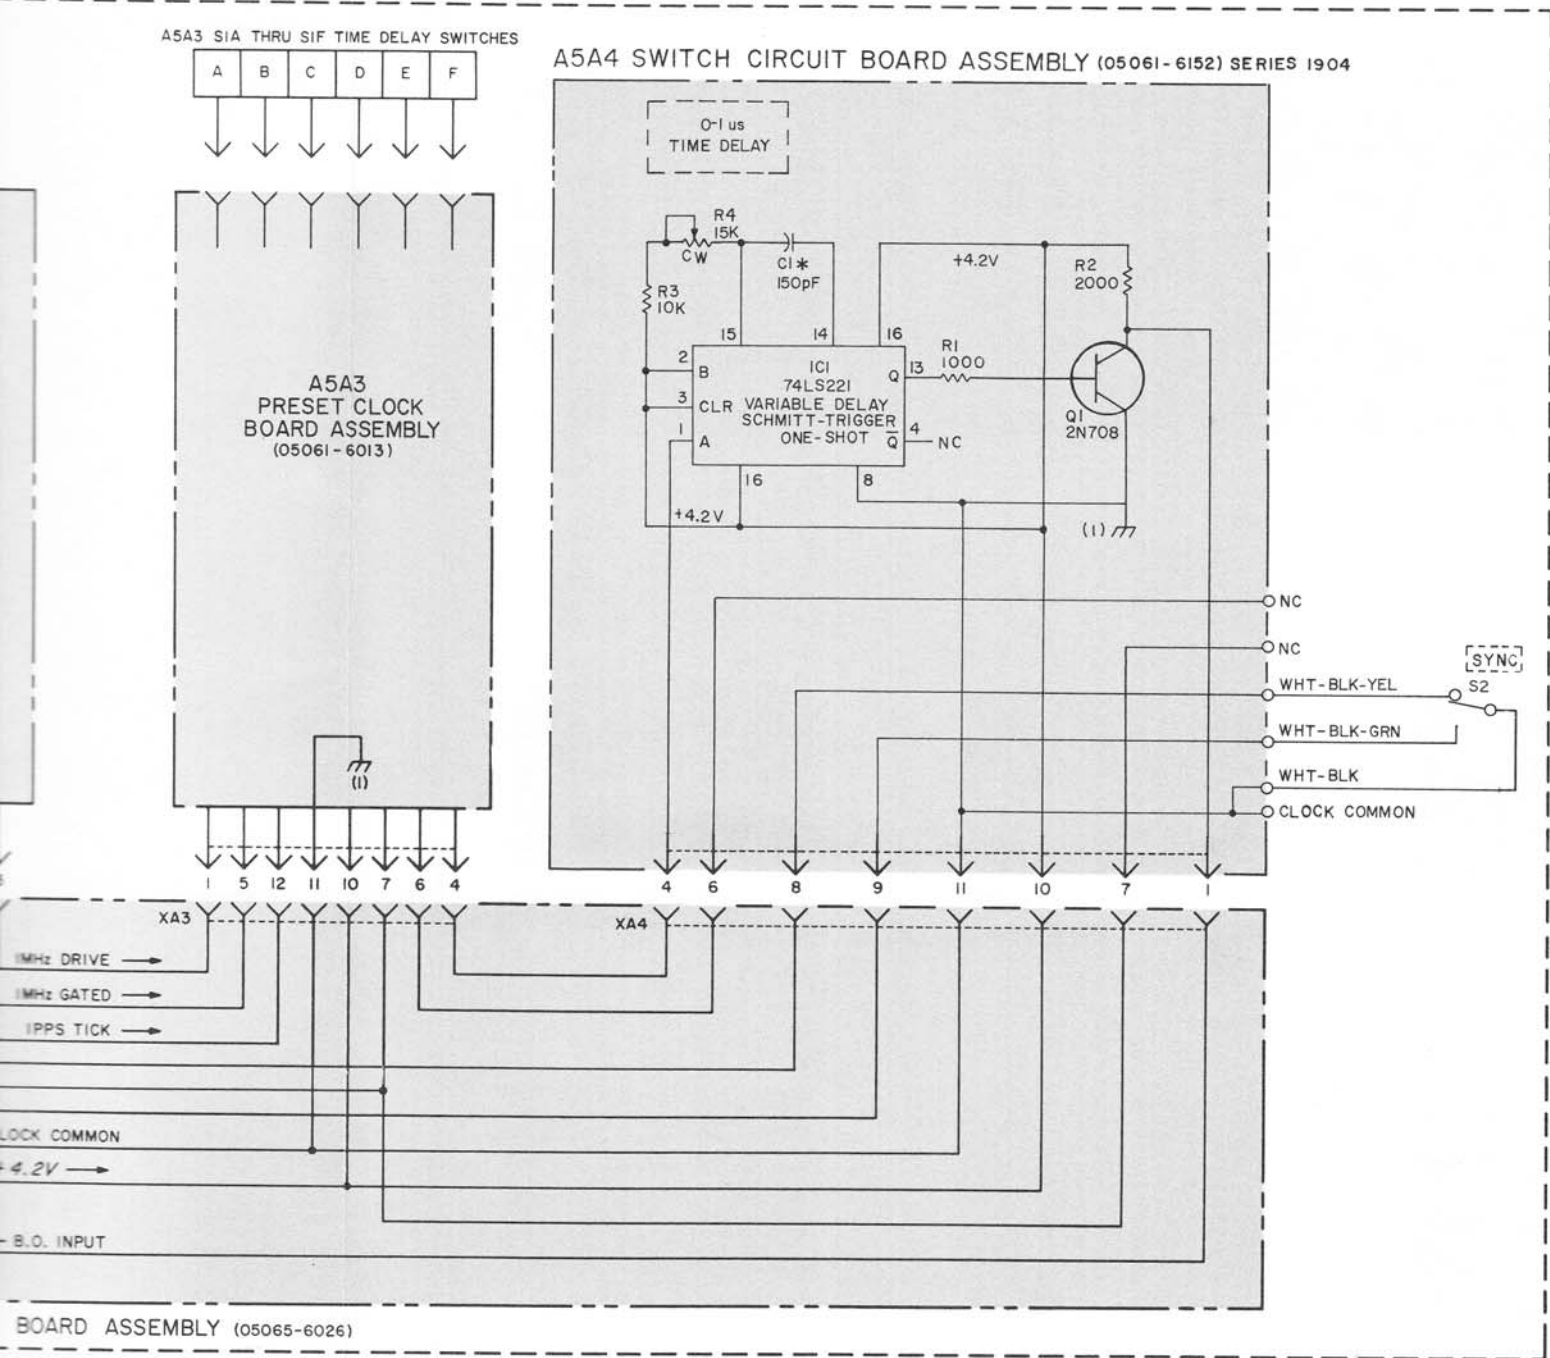 A5A3 S1A THRU S1F TIME DELAY SWITCHES
A B C D E F
A5A4 SWITCH CIRCUIT BOARD ASSEMBLY (05061-6152) SERIES 1904
0-1 us
TIME DELAY
R4
15K
CW
C1*
150pF
R3
10K
+4.2V
R2
2000
15 14 16
R1
1000
2 B
IC1
74LS221
VARIABLE DELAY
SCHMITT-TRIGGER
ONE-SHOT
Q 13
3 CLR
1 A
Q̅ 4 NC
Q1
2N708
16 8
+4.2V
(1)
A5A3
PRESET CLOCK
BOARD ASSEMBLY
(05061-6013)
(1)
NC
NC
SYNC
S2
WHT-BLK-YEL
WHT-BLK-GRN
WHT-BLK
CLOCK COMMON
1 5 12 11 10 7 6 4
4 6 8 9 11 10 7 1
XA3
XA4
1MHz DRIVE
1MHz GATED
1PPS TICK
LOCK COMMON
+4.2V
B.O. INPUT
BOARD ASSEMBLY (05065-6026)